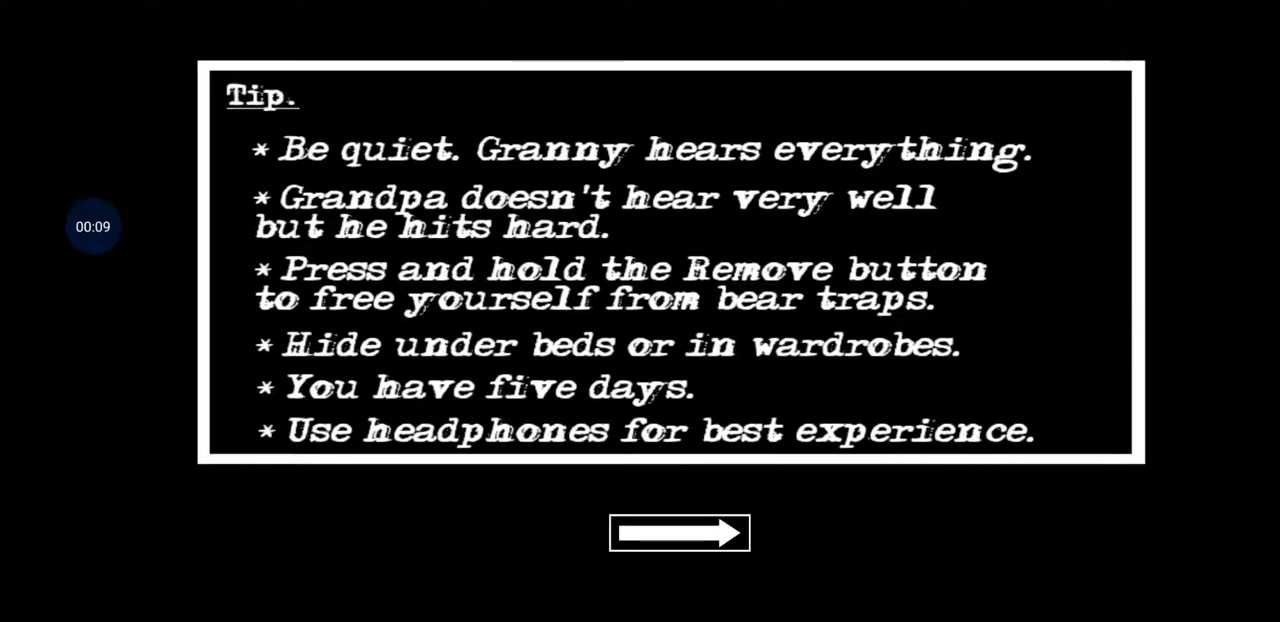 Tip.
* Be quiet. Granny hears everything.
* Grandpa doesn't hear very well
but he hits hard.
* Press and hold the Remove button
to free yourself from bear traps.
* Hide under beds or in wardrobes.
* You have five days.
* Use headphones for best experience.
00:09